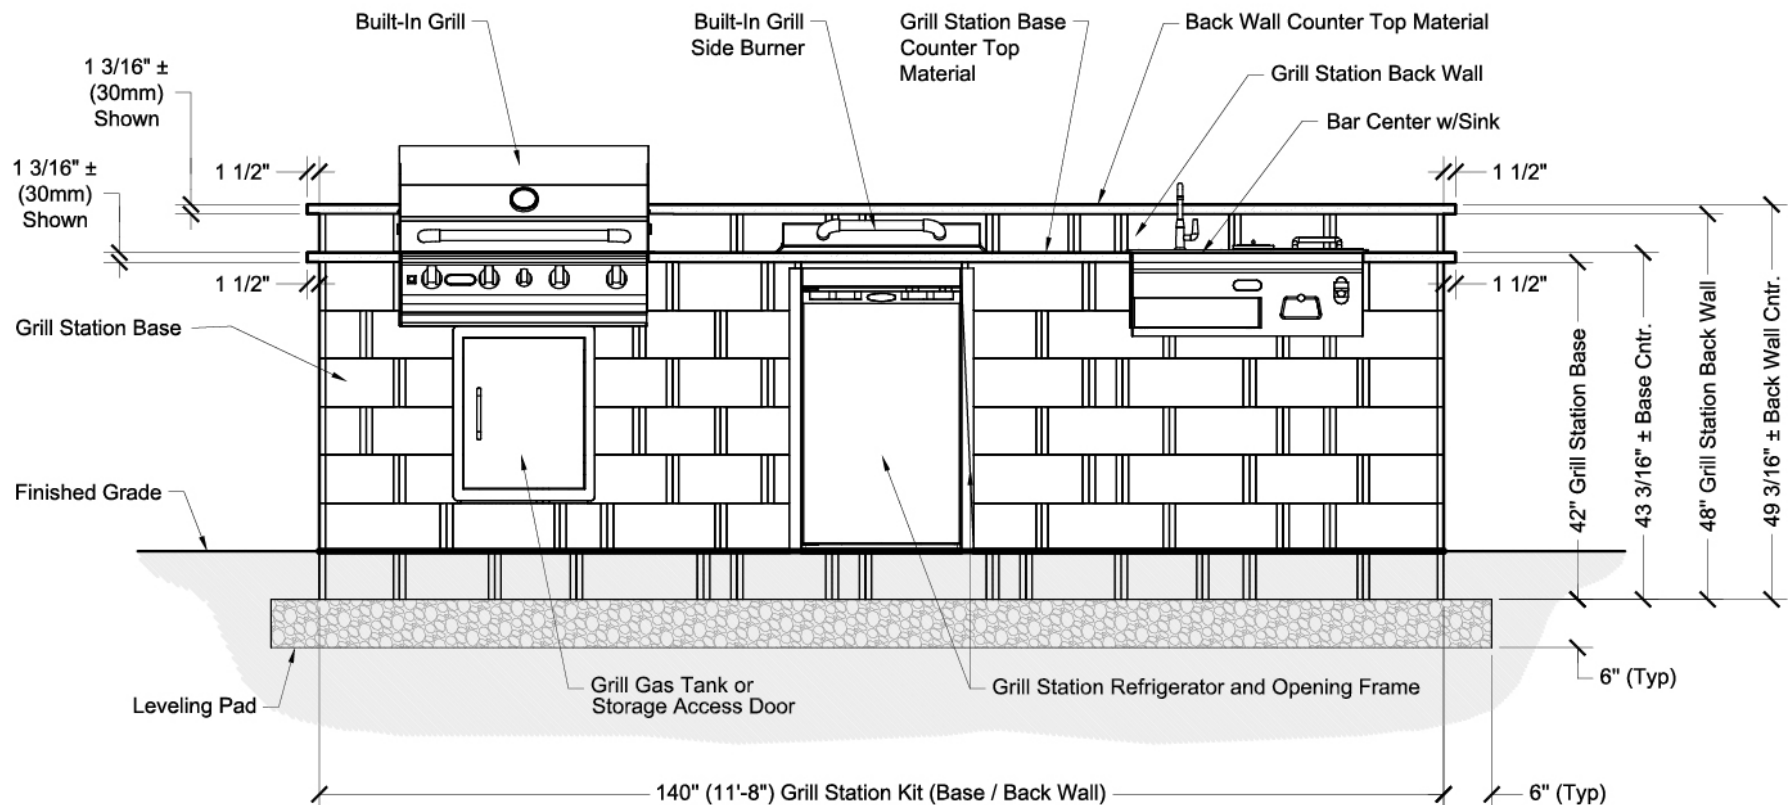 Built-In Grill
Built-In Grill
Side Burner
Grill Station Base
Counter Top
Material
Back Wall Counter Top Material
Grill Station Back Wall
Bar Center w/Sink
1 3/16" ±
(30mm)
Shown
1 3/16" ±
(30mm)
Shown
1 1/2"
1 1/2"
1 1/2"
1 1/2"
Grill Station Base
Finished Grade
Leveling Pad
Grill Gas Tank or
Storage Access Door
Grill Station Refrigerator and Opening Frame
42" Grill Station Base
43 3/16" ± Base Cntr.
48" Grill Station Back Wall
49 3/16" ± Back Wall Cntr.
6" (Typ)
140" (11'-8") Grill Station Kit (Base / Back Wall)
6" (Typ)